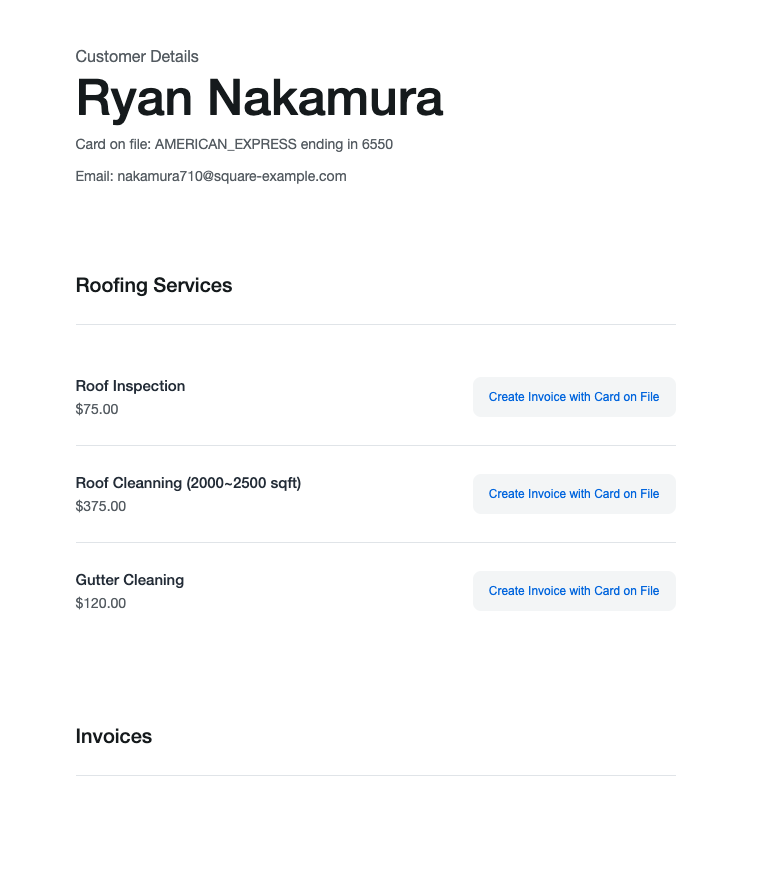 Customer Details
Ryan Nakamura
Card on file: AMERICAN_EXPRESS ending in 6550
Email: nakamura710@square-example.com
Roofing Services
Roof Inspection
$75.00
Create Invoice with Card on File
Roof Cleanning (2000~2500 sqft)
$375.00
Create Invoice with Card on File
Gutter Cleaning
$120.00
Create Invoice with Card on File
Invoices